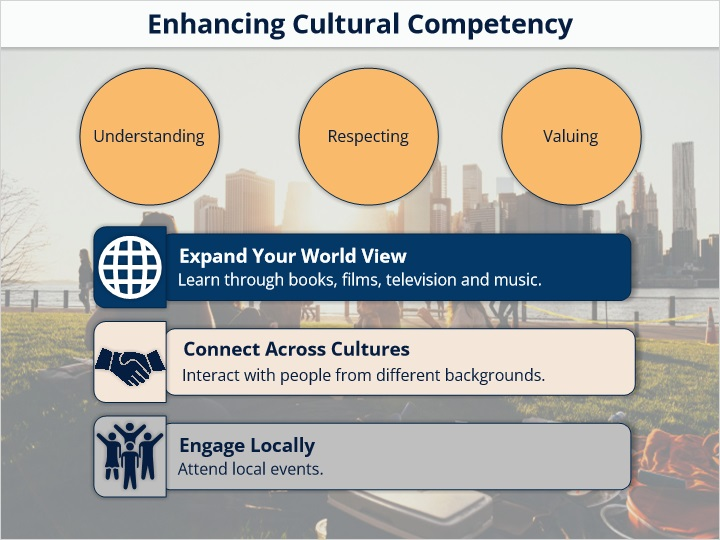 Enhancing Cultural Competency
Understanding
Respecting
Valuing
Expand Your World View
Learn through books, films, television and music.
Connect Across Cultures
Interact with people from different backgrounds.
Engage Locally
Attend local events.